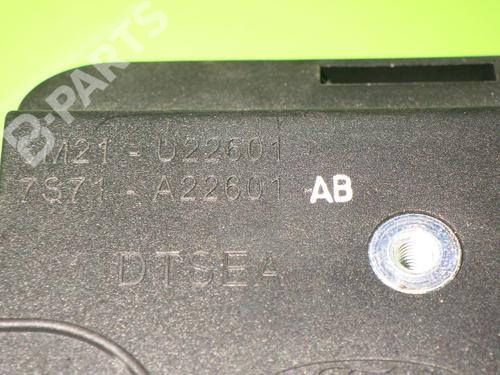 B-PARTS
M21 - U22601
7S71 - A22601 AB
DTSEA